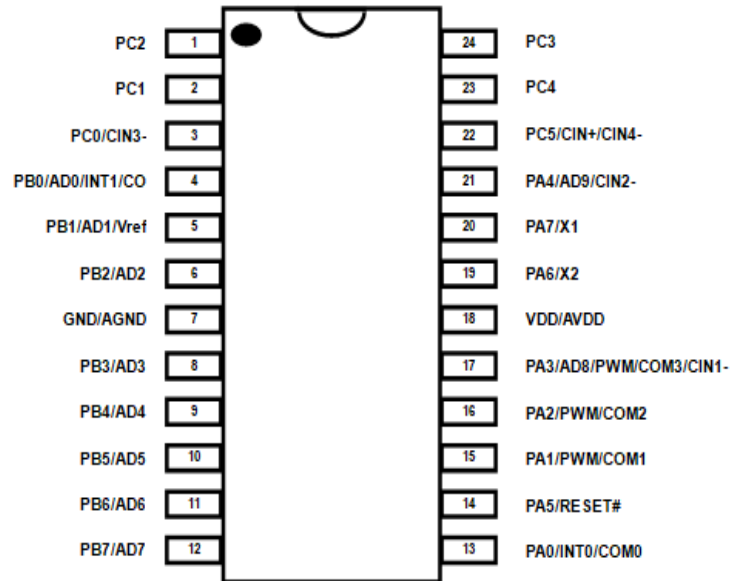 PC2 1 24 PC3
PC1 2 23 PC4
PC0/CIN3- 3 22 PC5/CIN+/CIN4-
PB0/AD0/INT1/CO 4 21 PA4/AD9/CIN2-
PB1/AD1/Vref 5 20 PA7/X1
PB2/AD2 6 19 PA6/X2
GND/AGND 7 18 VDD/AVDD
PB3/AD3 8 17 PA3/AD8/PWM/COM3/CIN1-
PB4/AD4 9 16 PA2/PWM/COM2
PB5/AD5 10 15 PA1/PWM/COM1
PB6/AD6 11 14 PA5/RESET#
PB7/AD7 12 13 PA0/INT0/COM0